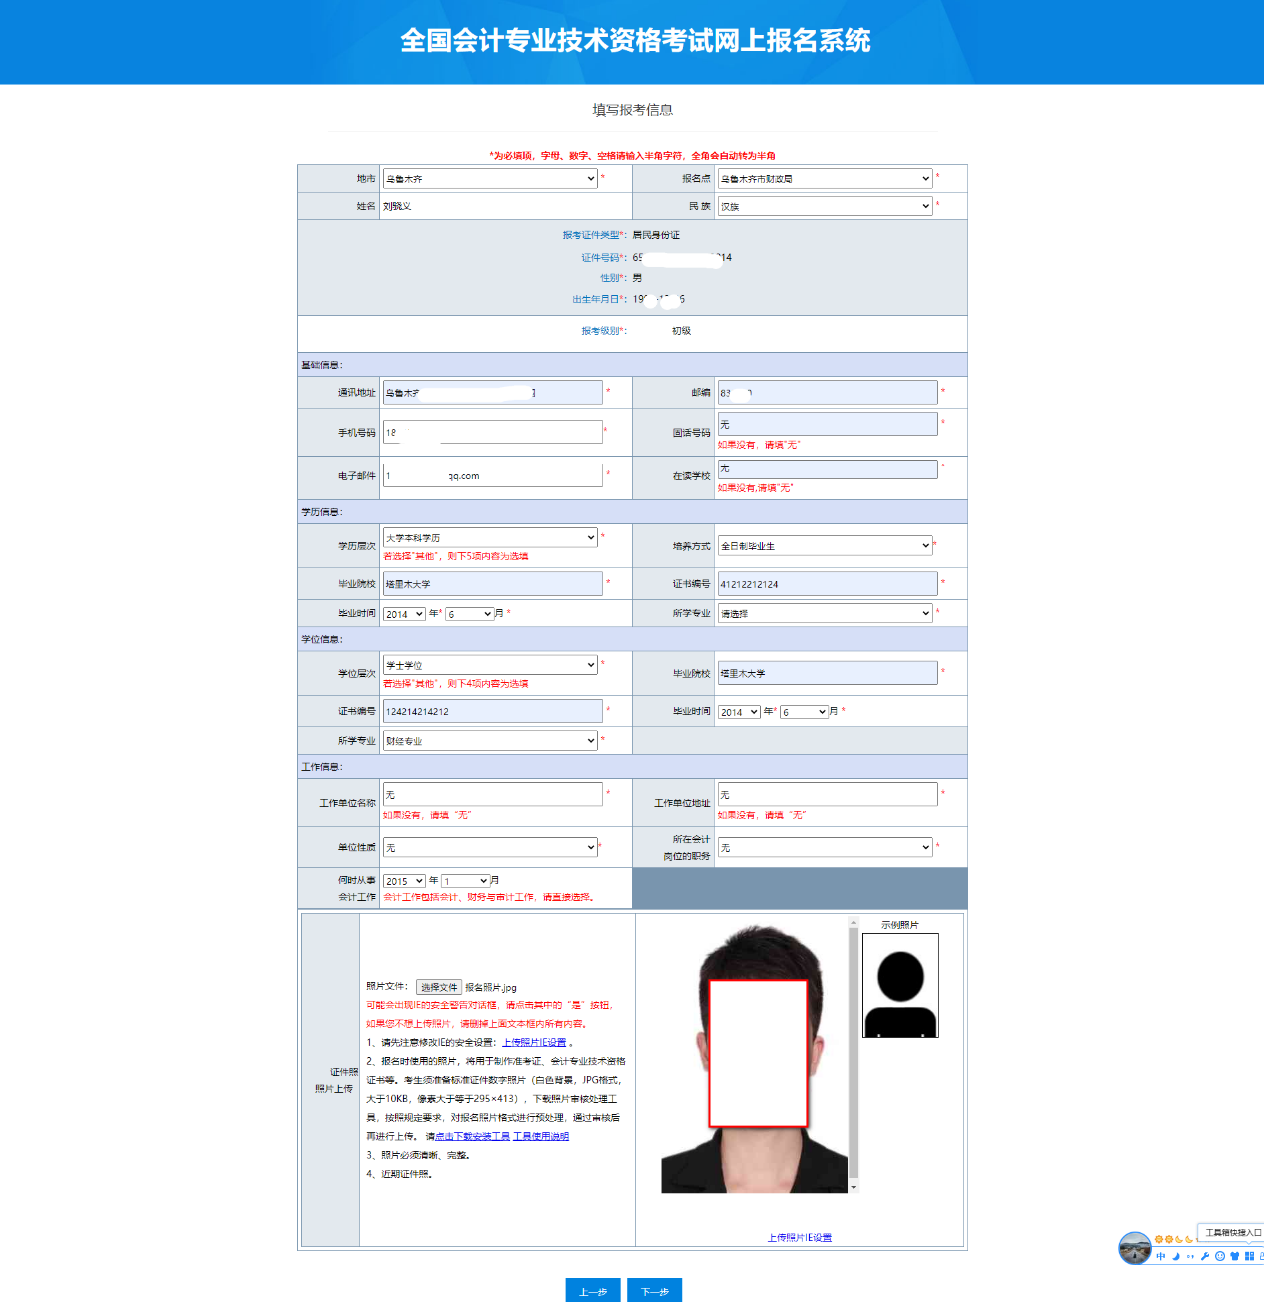 全国会计专业技术资格考试网上报名系统
填写报考信息
*为必填项，字母、数字、空格请输入半角字符，全角会自动转为半角
地市 乌鲁木齐 * 报名点 乌鲁木齐市财政局 *
姓名 刘骁义 民 族 汉族 *
报考证件类型*： 居民身份证
证件号码*： 65 14
性别*： 男
出生年月日*： 19 6
报考级别*： 初级
基础信息：
通讯地址 乌鲁木齐 * 邮编 83 *
手机号码 18 * 固话号码 无 *
如果没有，请填"无"
电子邮件 1 qq.com * 在读学校 无 *
如果没有,请填"无"
学历信息：
学历层次 大学本科学历 * 培养方式 全日制毕业生 *
若选择"其他"，则下5项内容为选填
毕业院校 塔里木大学 * 证书编号 41212212124 *
毕业时间 2014 年* 6 月 * 所学专业 请选择 *
学位信息：
学位层次 学士学位 * 毕业院校 塔里木大学 *
若选择"其他"，则下4项内容为选填
证书编号 124214214212 * 毕业时间 2014 年* 6 月 *
所学专业 财经专业 *
工作信息：
工作单位名称 无 * 工作单位地址 无 *
如果没有，请填 "无" 如果没有，请填 "无"
单位性质 无 * 所在会计
岗位的职务 无 *
何时从事
会计工作 2015 年 1 月
会计工作包括会计、财务与审计工作，请直接选择。
示例照片
证件照
照片上传
照片文件： 选择文件 报名照片.jpg
可能会出现IE的安全警告对话框，请点击其中的 "是" 按钮，
如果您不想上传照片，请删掉上面文本框内所有内容。
1、请先注意修改IE的安全设置：上传照片IE设置 。
2、报名时使用的照片，将用于制作准考证、会计专业技术资格
证书等。考生须准备标准证件数字照片（白色背景，JPG格式，
大于10KB，像素大于等于295×413），下载照片审核处理工
具，按照规定要求，对报名照片格式进行预处理，通过审核后
再进行上传。 请点击下载安装工具 工具使用说明
3、照片必须清晰、完整。
4、近期证件照。
上传照片IE设置
工具箱快捷入口
中
上一步 下一步